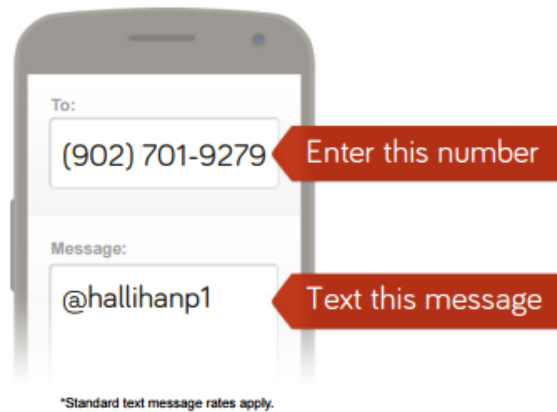 To:
(902) 701-9279
Enter this number
Message:
@hallihanp1
Text this message
*Standard text message rates apply.